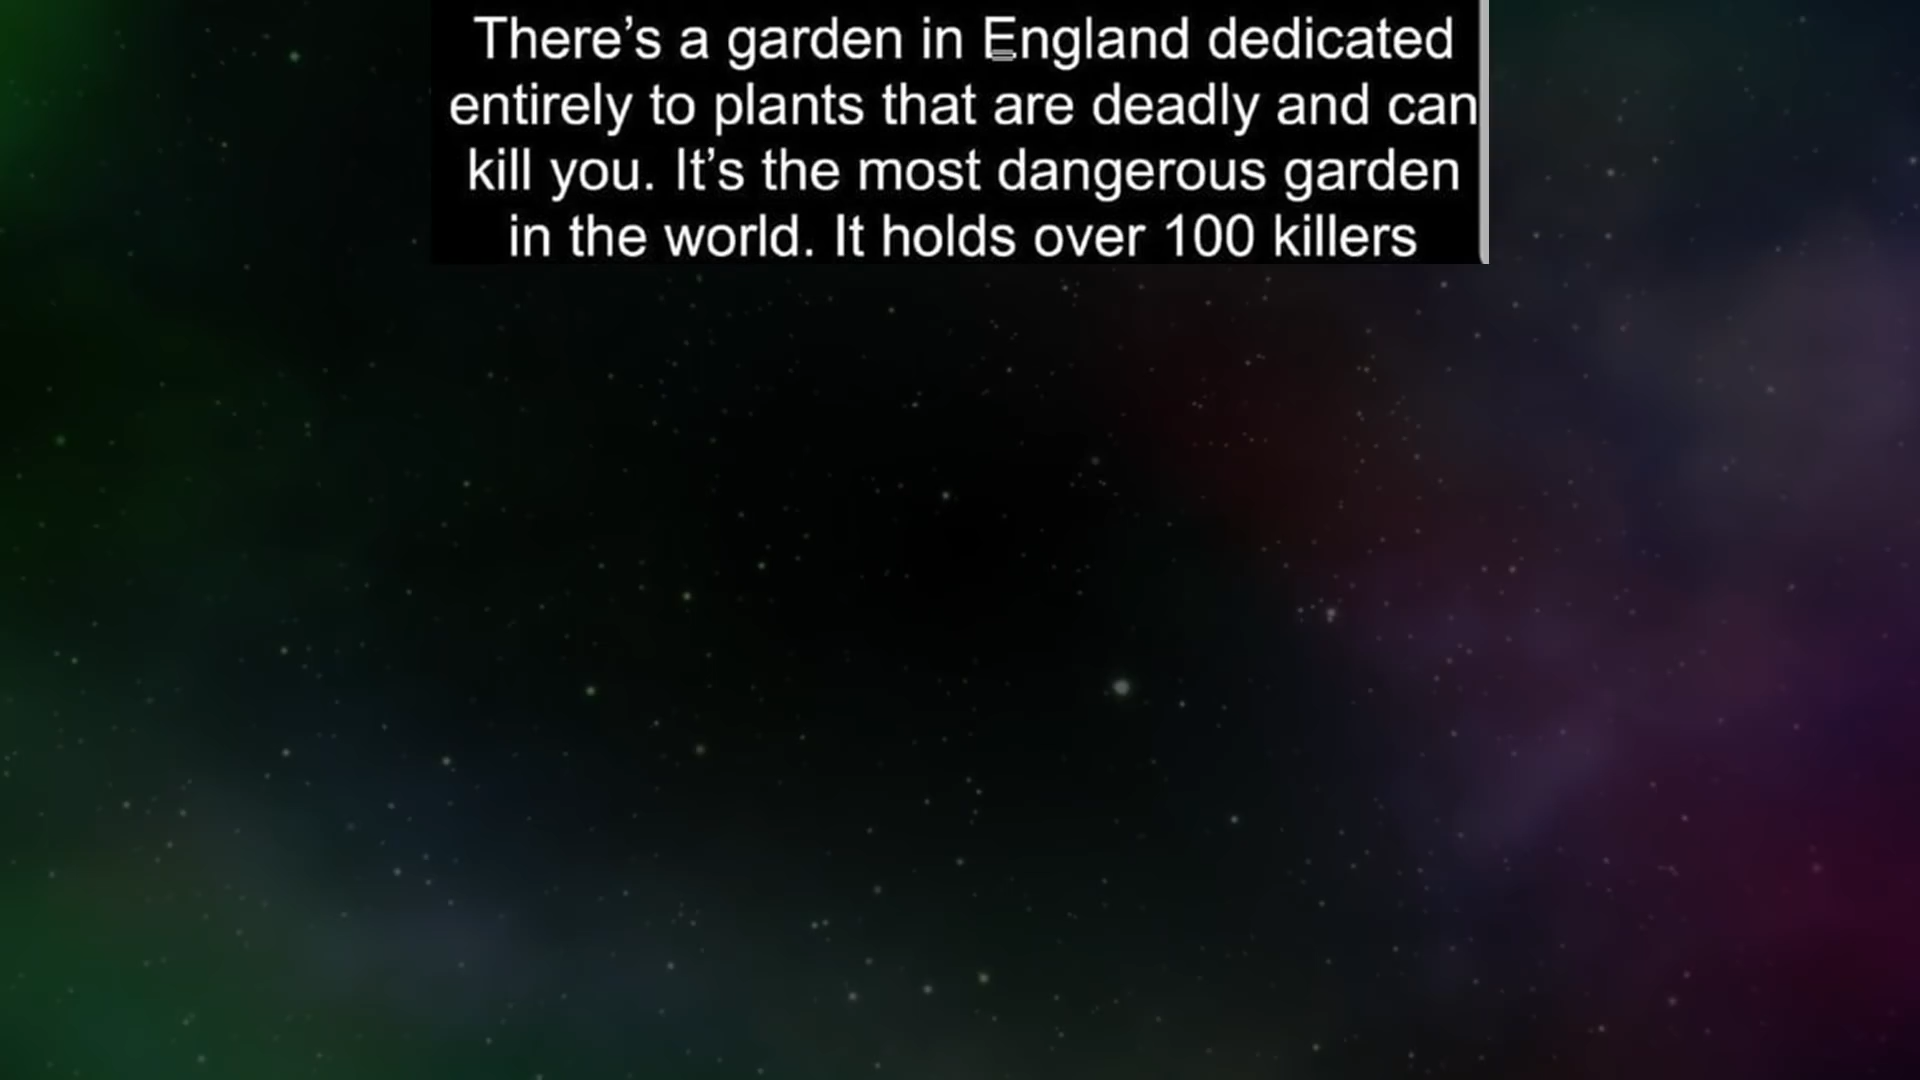 There’s a garden in England dedicated
entirely to plants that are deadly and can
kill you. It’s the most dangerous garden
in the world. It holds over 100 killers